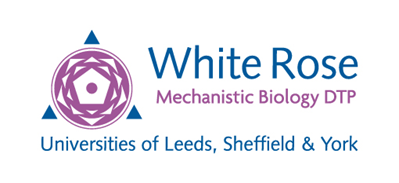 White Rose
Mechanistic Biology DTP
Universities of Leeds, Sheffield & York